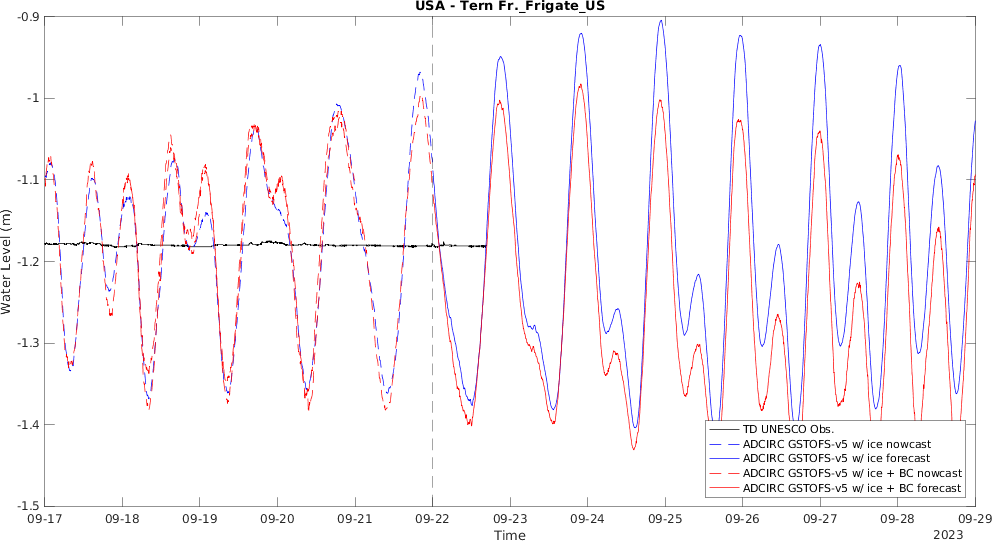 USA - Tern Fr._Frigate_US
-0.9
-1
-1.1
-1.2
-1.3
-1.4
-1.5
Water Level (m)
TD UNESCO Obs.
ADCIRC GSTOFS-v5 w/ ice nowcast
ADCIRC GSTOFS-v5 w/ ice forecast
ADCIRC GSTOFS-v5 w/ ice + BC nowcast
ADCIRC GSTOFS-v5 w/ ice + BC forecast
09-17 09-18 09-19 09-20 09-21 09-22 09-23 09-24 09-25 09-26 09-27 09-28 09-29
Time
2023